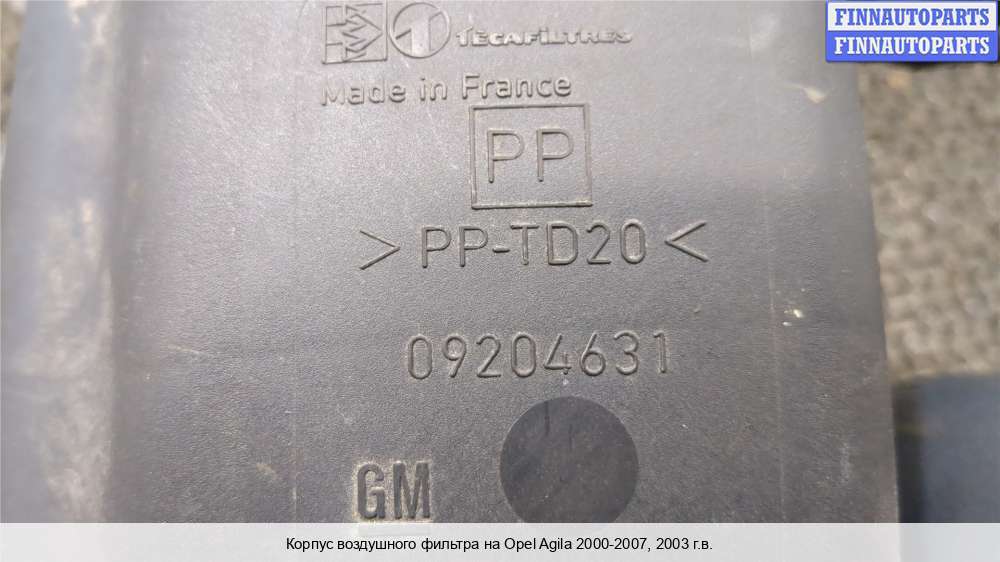 FINNAUTOPARTS
FINNAUTOPARTS
TECAFILTRES
Made in France
PP
> PP-TD20 <
09204631
GM
Корпус воздушного фильтра на Opel Agila 2000-2007, 2003 г.в.